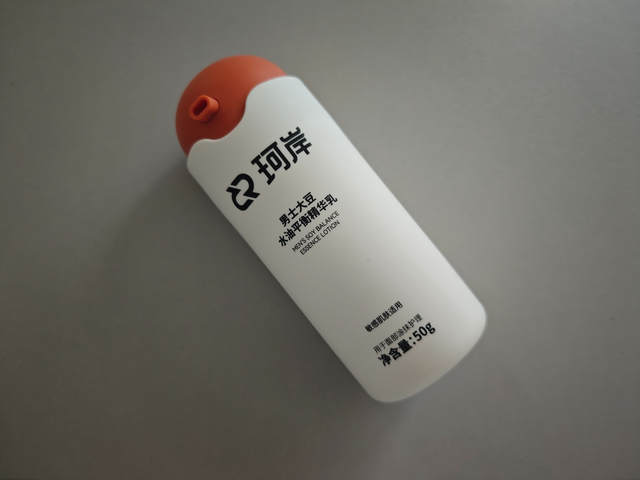 珂岸
男士大豆
水油平衡精华乳
MEN'S SOY BALANCE
ESSENCE LOTION
敏感肌肤适用
用于面部涂抹护理
净含量:50g